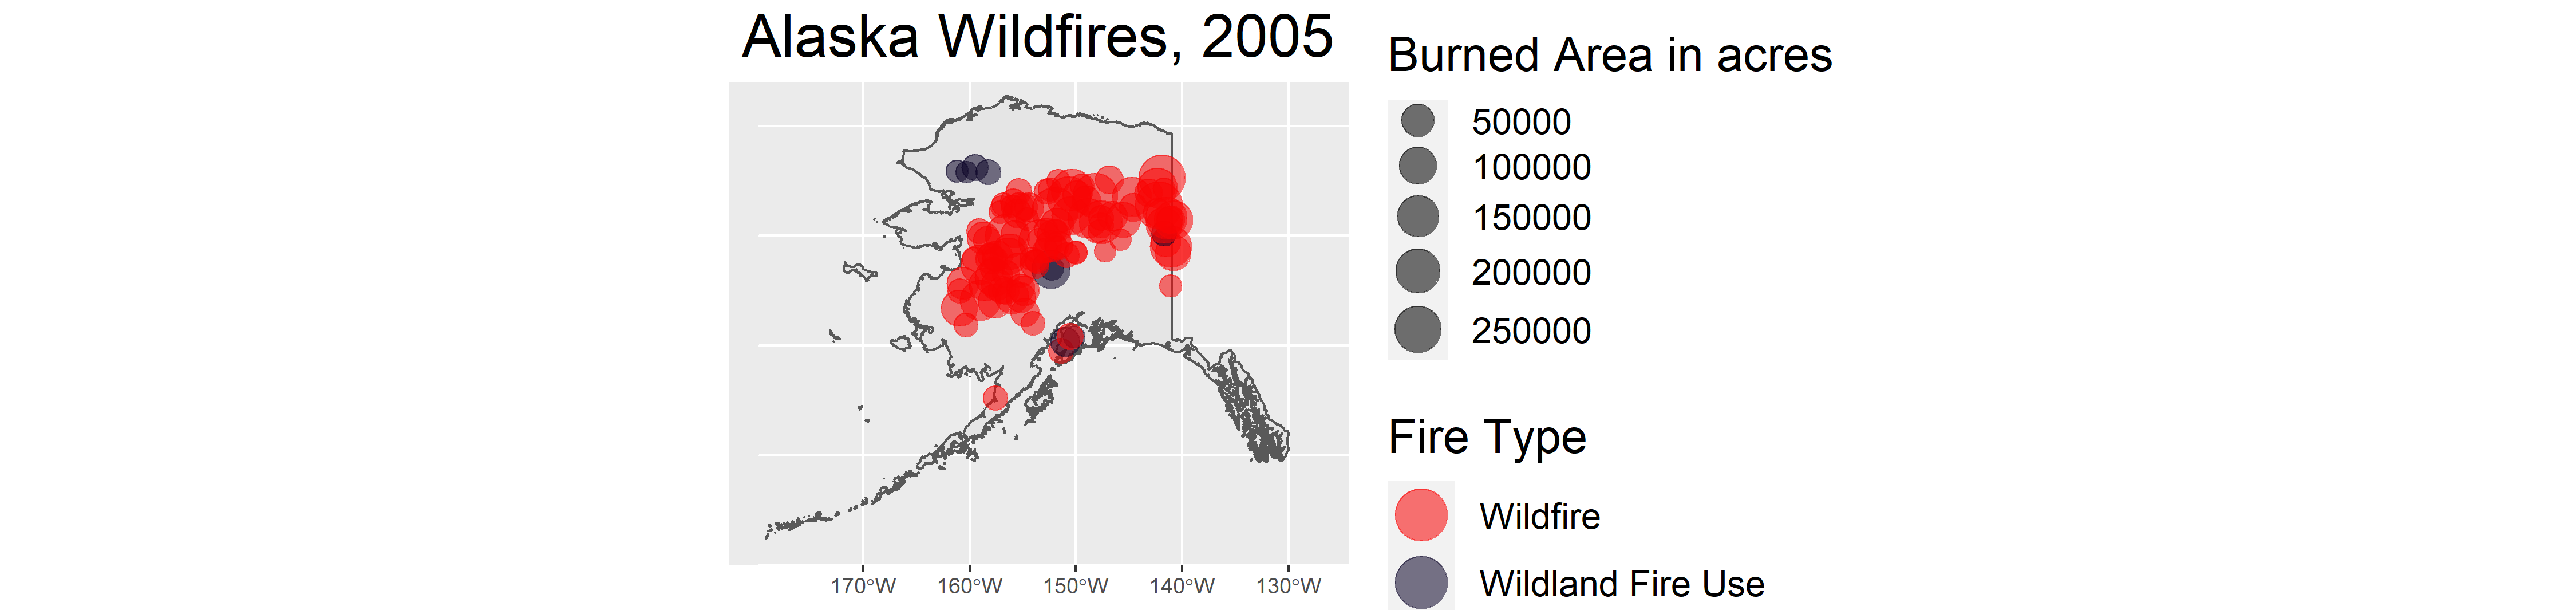 Alaska Wildfires, 2005
170°W
160°W
150°W
140°W
130°W
Burned Area in acres
50000
100000
150000
200000
250000
Fire Type
Wildfire
Wildland Fire Use